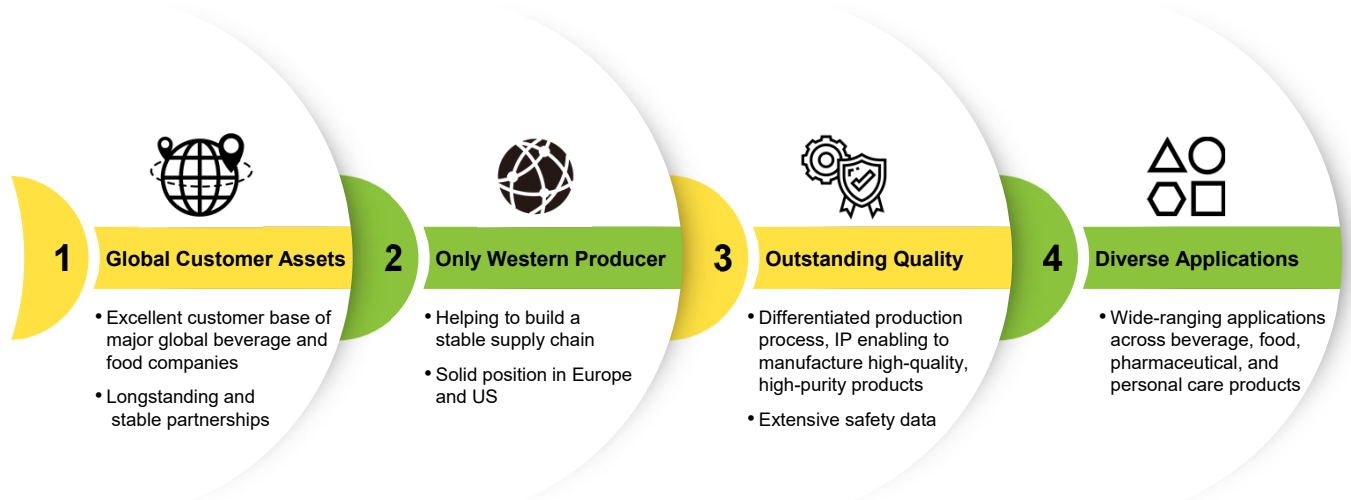 1
Global Customer Assets
• Excellent customer base of
major global beverage and
food companies
• Longstanding and
stable partnerships
2
Only Western Producer
• Helping to build a
stable supply chain
• Solid position in Europe
and US
3
Outstanding Quality
• Differentiated production
process, IP enabling to
manufacture high-quality,
high-purity products
• Extensive safety data
4
Diverse Applications
• Wide-ranging applications
across beverage, food,
pharmaceutical, and
personal care products